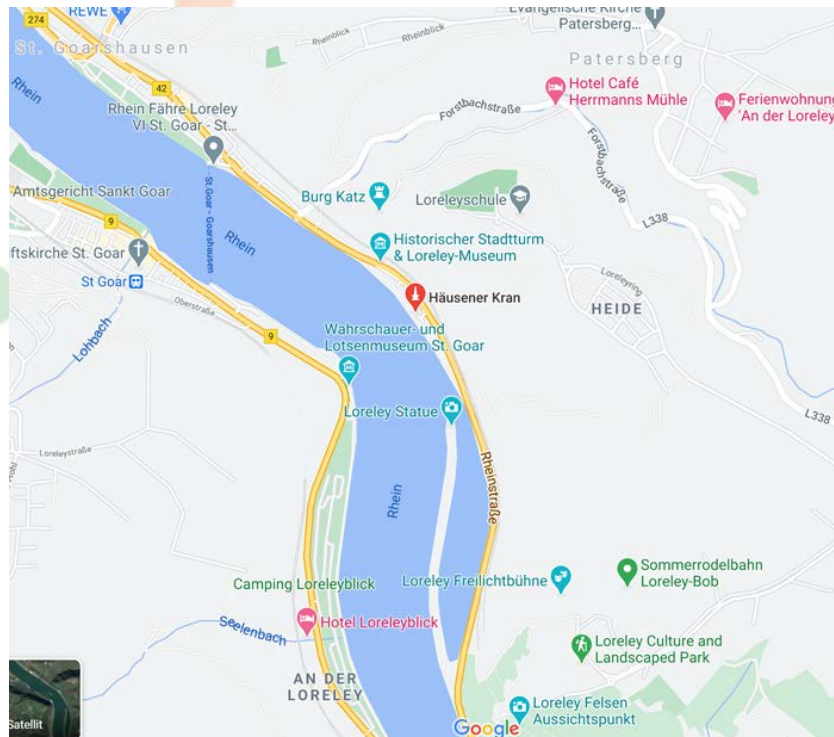 REWE
274
St. Goarshausen
Rhein
42
Rhein Fähre Loreley
VI St. Goar - St...
Rheinblick
Rheinblick
Evangelische Kirche
Patersberg...
Patersberg
Hotel Café
Herrmanns Mühle
Ferienwohnung
'An der Loreley
Forstbachstraße
Forstbachstraße
Amtsgericht Sankt Goar
9
St Goar - Goarshausen
Rhein
Burg Katz
Loreleyschule
L338
Historischer Stadtturm
& Loreley-Museum
ftskirche St. Goar
St Goar
Oberstraße
Lohbach
Häusener Kran
Loreleyring
HEIDE
9
Wahrschauer- und
Lotsenmuseum St. Goar
Loreley Statue
L338
Loreleystraße
Rheinstraße
Rhein
Camping Loreleyblick
Loreley Freilichtbühne
Sommerrodelbahn
Loreley-Bob
Hotel Loreleyblick
Seelenbach
Loreley Culture and
Landscaped Park
AN DER
LORELEY
Loreley Felsen
Aussichtspunkt
Satellit
Google